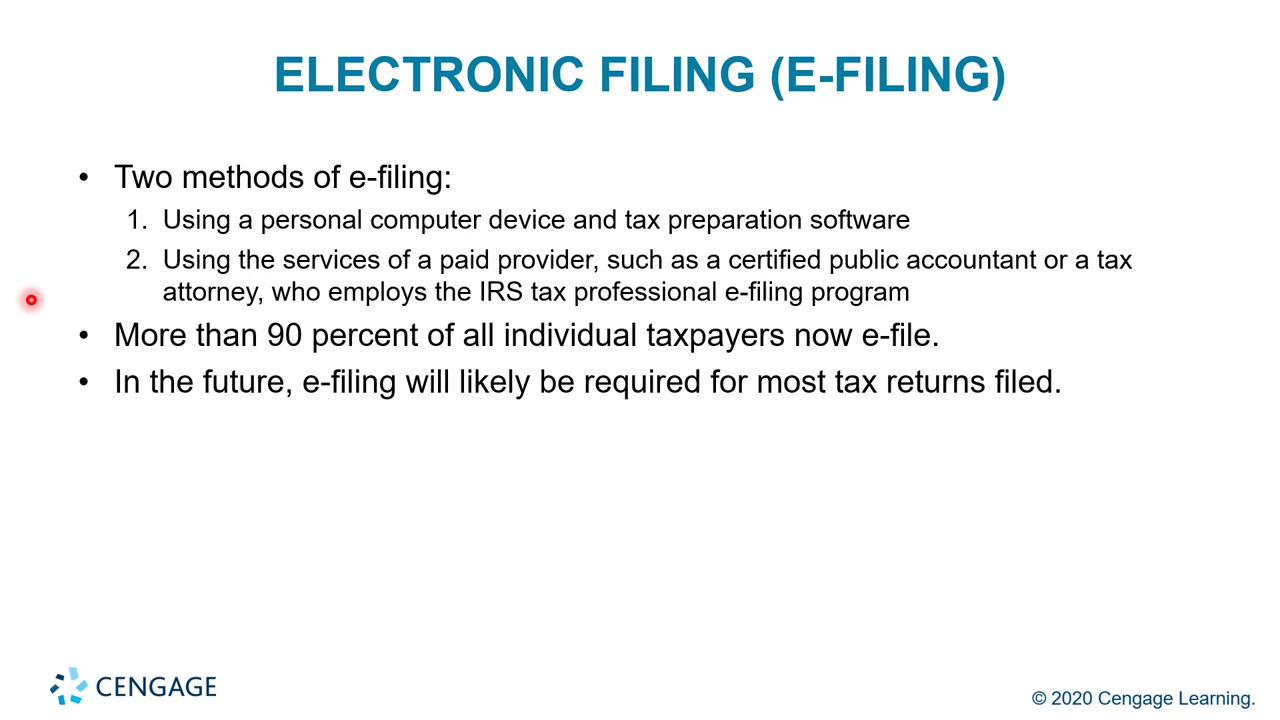 ELECTRONIC FILING (E-FILING)
• Two methods of e-filing:
1. Using a personal computer device and tax preparation software
2. Using the services of a paid provider, such as a certified public accountant or a tax
attorney, who employs the IRS tax professional e-filing program
• More than 90 percent of all individual taxpayers now e-file.
• In the future, e-filing will likely be required for most tax returns filed.
CENGAGE
© 2020 Cengage Learning.